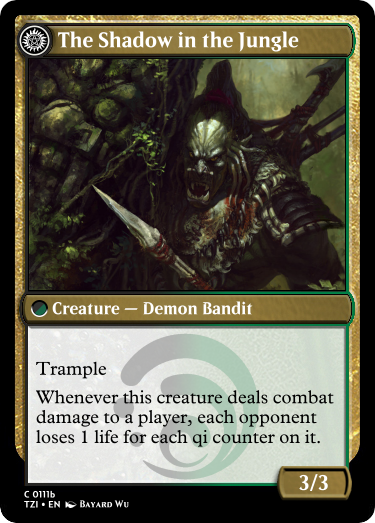 The Shadow in the Jungle
Creature — Demon Bandit
Trample
Whenever this creature deals combat
damage to a player, each opponent
loses 1 life for each qi counter on it.
3/3
C 0111b
TZI • EN Bayard Wu